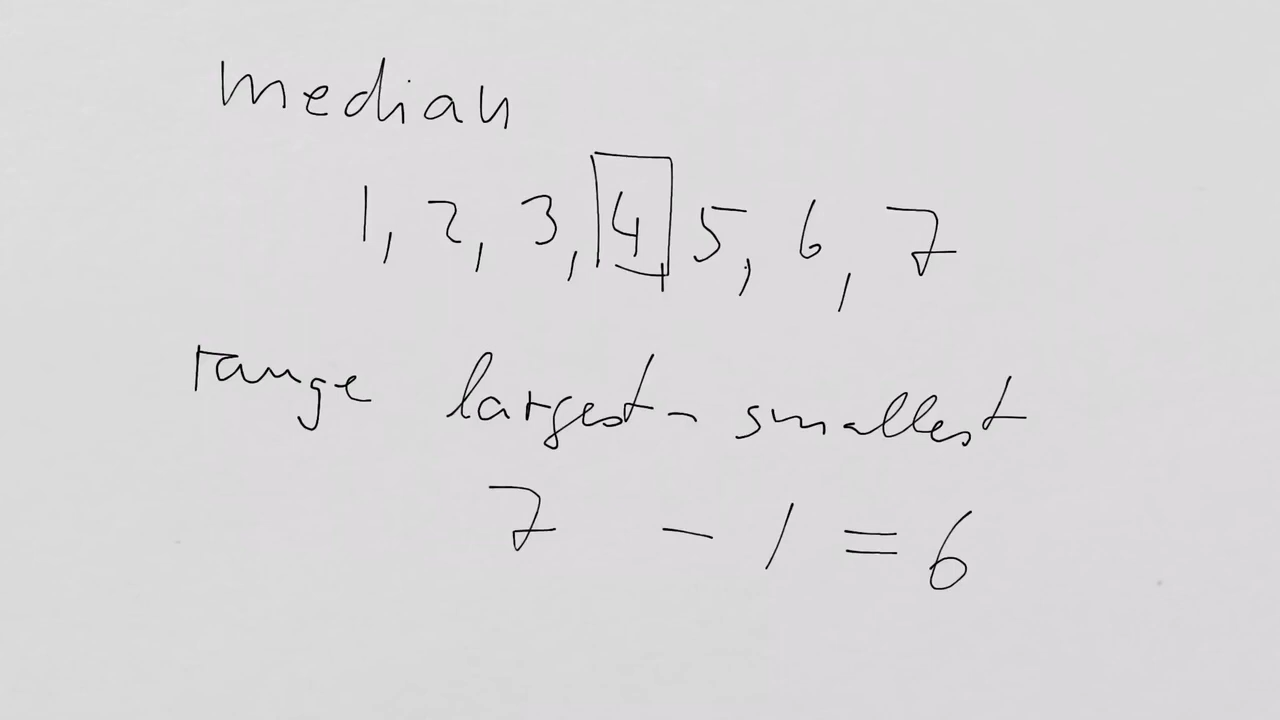 median
1, 2, 3, 4, 5, 6, 7
range largest - smallest
7 - 1 = 6